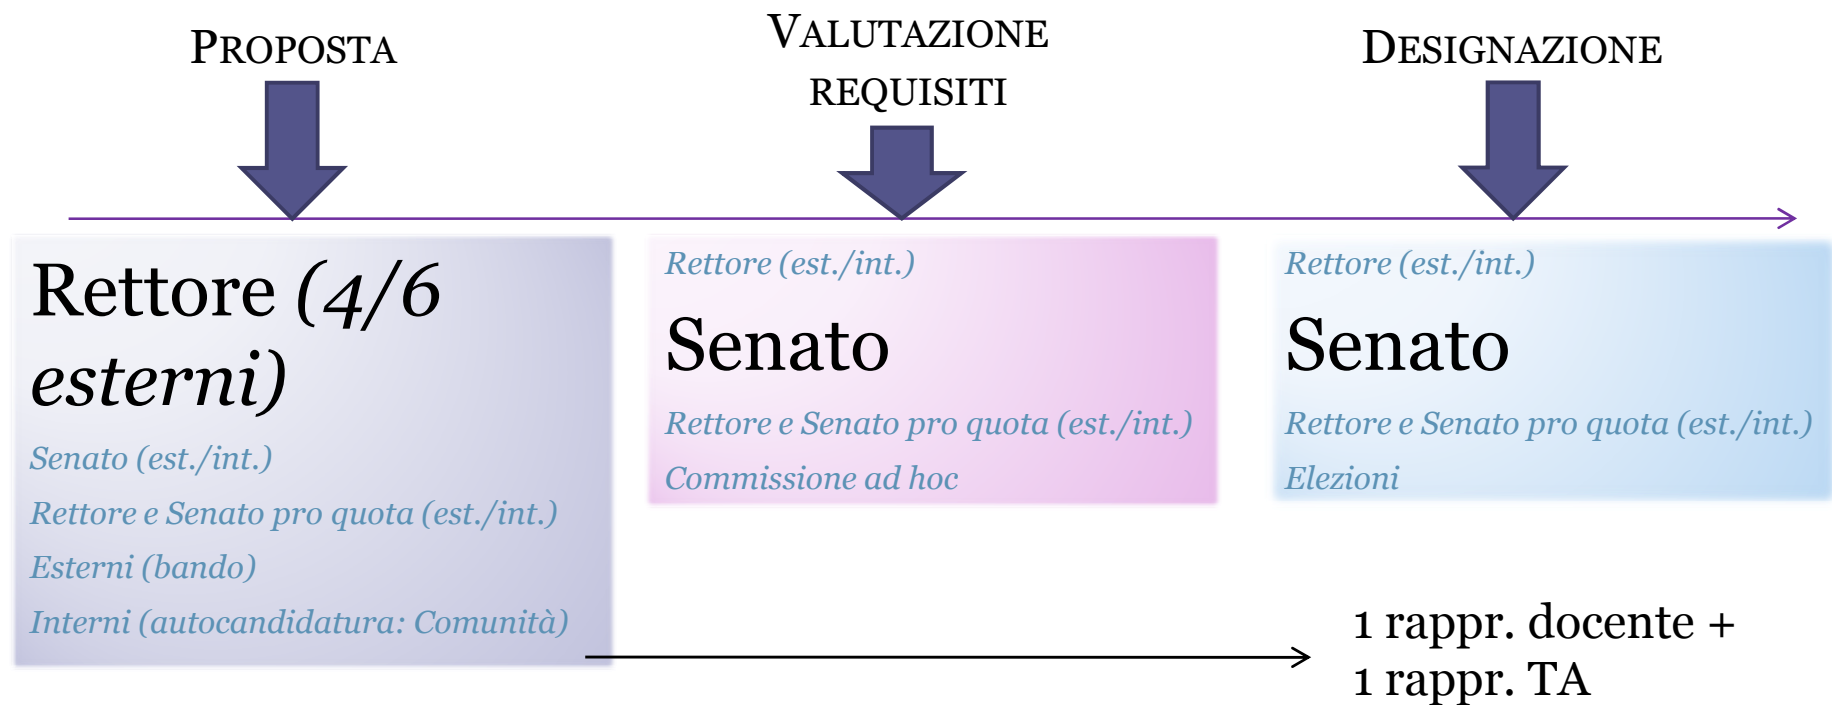 PROPOSTA
VALUTAZIONE
REQUISITI
DESIGNAZIONE
Rettore (4/6
esterni)
Senato (est./int.)
Rettore e Senato pro quota (est./int.)
Esterni (bando)
Interni (autocandidatura: Comunità)
Rettore (est./int.)
Senato
Rettore e Senato pro quota (est./int.)
Commissione ad hoc
Rettore (est./int.)
Senato
Rettore e Senato pro quota (est./int.)
Elezioni
1 rappr. docente +
1 rappr. TA